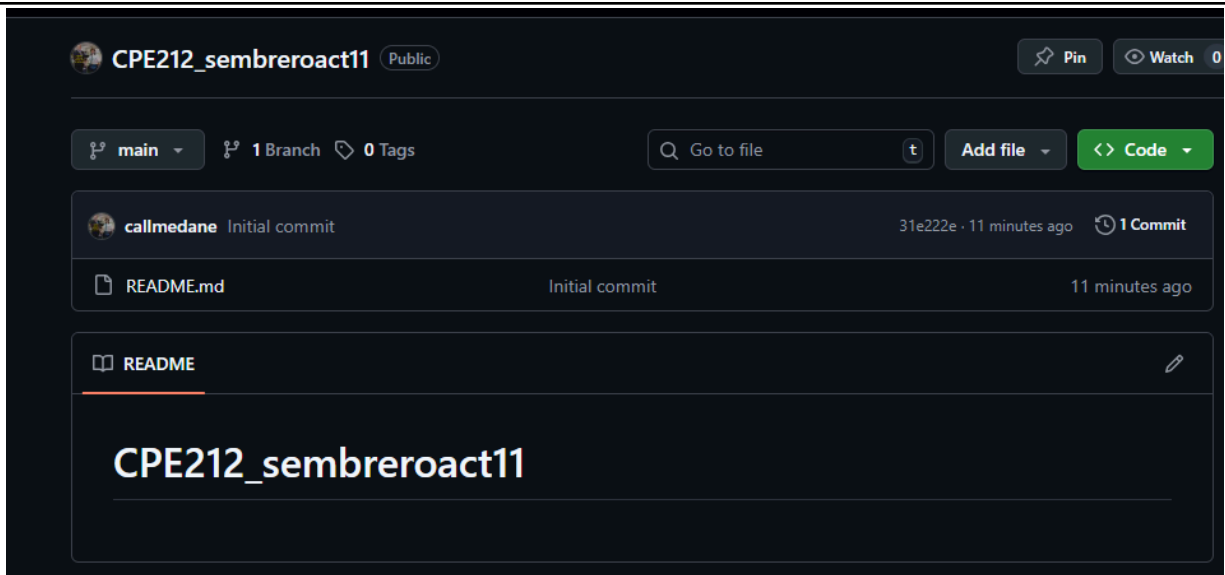 CPE212_sembreroact11 Public Pin Watch 0
main 1 Branch 0 Tags Go to file t Add file <> Code
callmedane Initial commit 31e222e · 11 minutes ago 1 Commit
README.md Initial commit 11 minutes ago
README
CPE212_sembreroact11